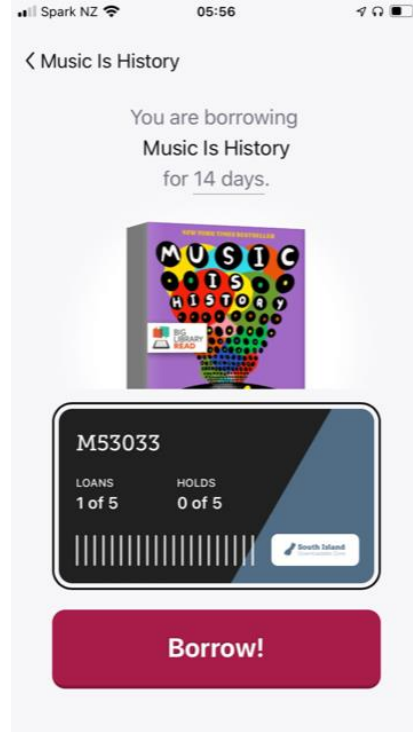 Spark NZ 05:56
Music Is History
You are borrowing
Music Is History
for 14 days.
NEW YORK TIMES BESTSELLER
MUSIC
IS
HISTORY
BIG
LIBRARY
READ
M53033
LOANS HOLDS
1 of 5 0 of 5
South Island
Borrow!